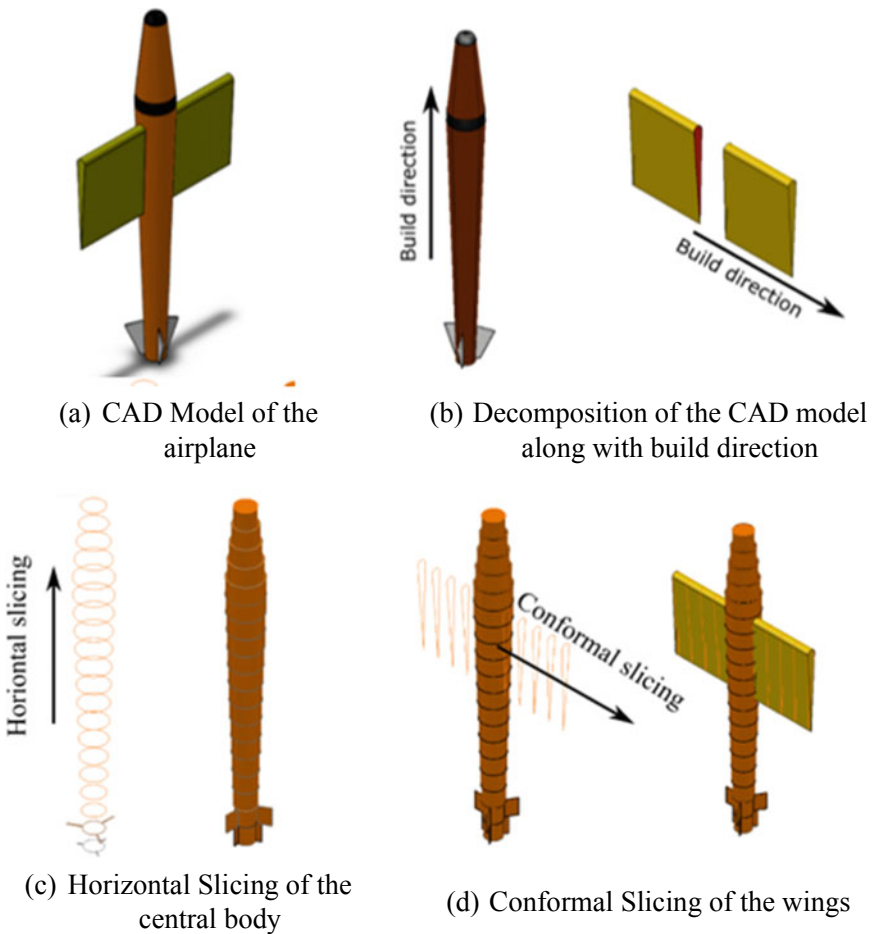 Build direction
Build direction
(a) CAD Model of the
airplane
(b) Decomposition of the CAD model
along with build direction
Horiontal slicing
Conformal slicing
(c) Horizontal Slicing of the
central body
(d) Conformal Slicing of the wings